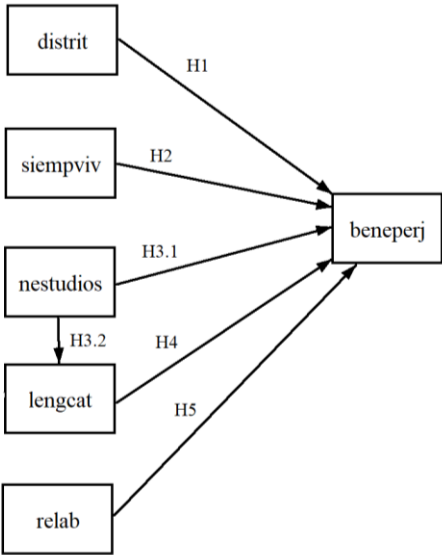 distrit
H1
siempviv
H2
beneperj
nestudios
H3.1
H3.2
lengcat
H4
H5
relab